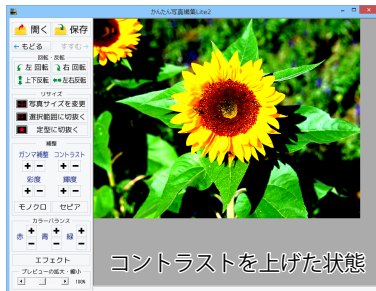 かんたん写真編集Lite2
開く 保存
もどる すすむ
回転・反転
左 回転 右 回転
上下反転 左右反転
リサイズ
写真サイズを変更
選択範囲に切抜く
定型に切抜く
補整
ガンマ補整 コントラスト
+ - + -
彩度 輝度
+ - + -
モノクロ セピア
カラーバランス
赤 + - 青 + - 緑 + -
エフェクト
プレビューの拡大・縮小
100%
コントラストを上げた状態